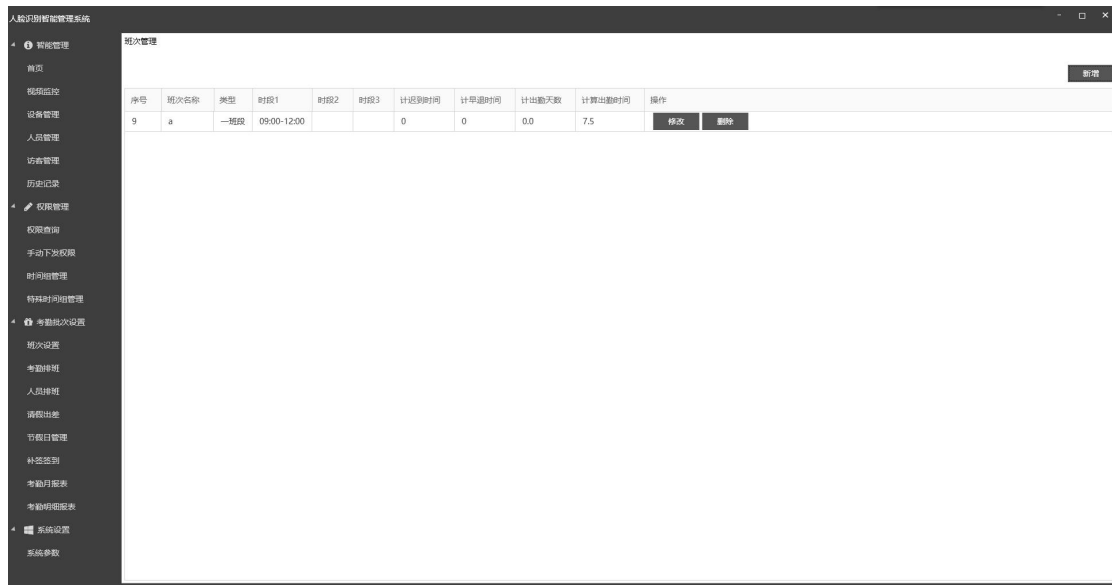 人脸识别智能管理系统
智能管理
首页
视频监控
设备管理
人员管理
访客管理
历史记录
权限管理
权限查询
手动下发权限
时间组管理
特殊时间组管理
考勤批次设置
班次设置
考勤排班
人员排班
请假出差
节假日管理
补签签到
考勤月报表
考勤明细报表
系统设置
系统参数
班次管理
新增
序号 班次名称 类型 时段1 时段2 时段3 计迟到时间 计早退时间 计出勤天数 计算出勤时间 操作
9 a 一班段 09:00-12:00 0 0 0.0 7.5 修改 删除